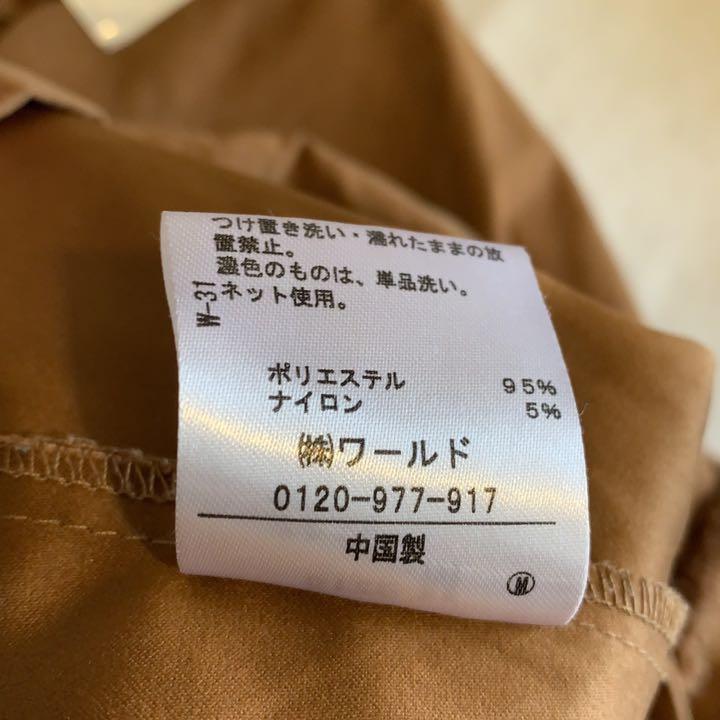 つけ置き洗い・濡れたままの放
置禁止。
濃色のものは、単品洗い。
ネット使用。
W-31
ポリエステル 95%
ナイロン 5%
㈱ワールド
0120-977-917
中国製
Ⓜ